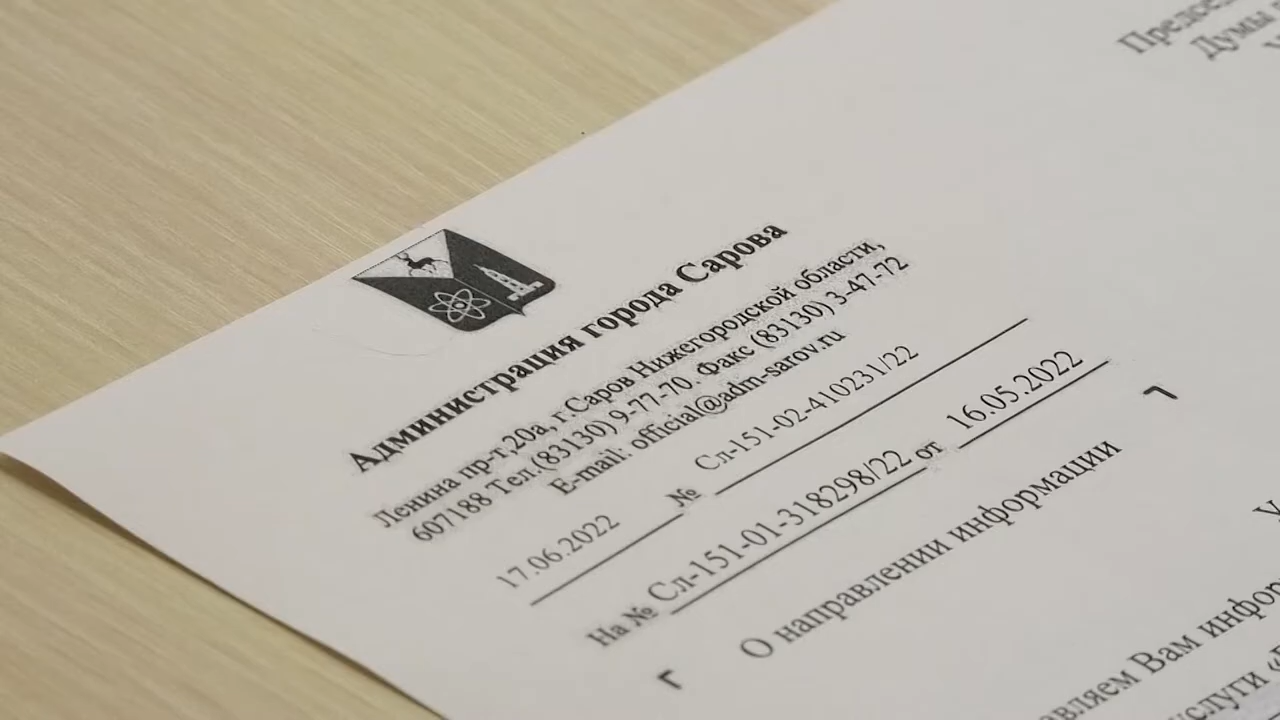 Думы
Администрация города Сарова
Ленина пр-т,20а, г.Саров Нижегородской области,
607188 Тел.(83130) 9-77-70. Факс (83130) 3-47-72
E-mail: official@adm-sarov.ru
17.06.2022 № Сл-151-02-410231/22
На № Сл-151-01-318298/22 от 16.05.2022
О направлении информации
Вам